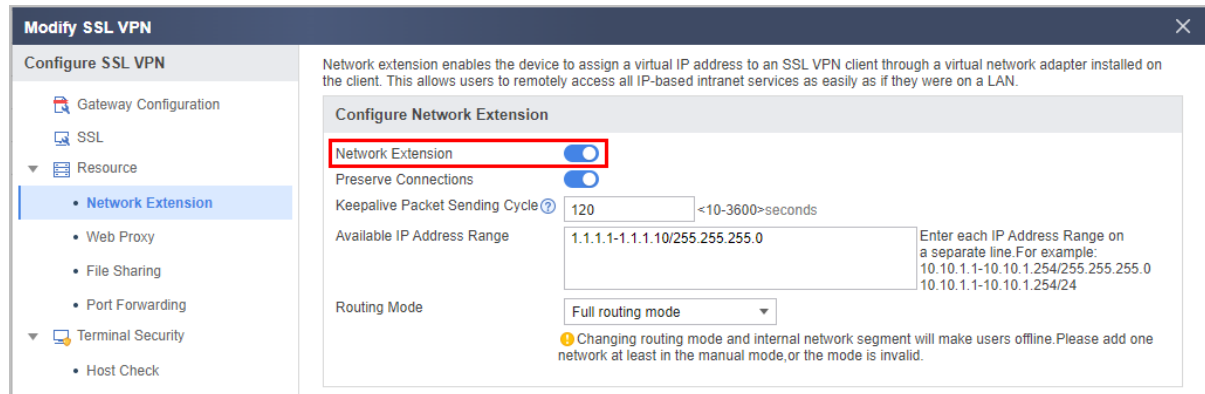 Modify SSL VPN
Configure SSL VPN
Gateway Configuration
SSL
Resource
• Network Extension
• Web Proxy
• File Sharing
• Port Forwarding
Terminal Security
• Host Check
Network extension enables the device to assign a virtual IP address to an SSL VPN client through a virtual network adapter installed on
the client. This allows users to remotely access all IP-based intranet services as easily as if they were on a LAN.
Configure Network Extension
Network Extension
Preserve Connections
Keepalive Packet Sending Cycle ? 120 <10-3600>seconds
Available IP Address Range
1.1.1.1-1.1.1.10/255.255.255.0
Enter each IP Address Range on
a separate line.For example:
10.10.1.1-10.10.1.254/255.255.255.0
10.10.1.1-10.10.1.254/24
Routing Mode Full routing mode
Changing routing mode and internal network segment will make users offline.Please add one
network at least in the manual mode,or the mode is invalid.